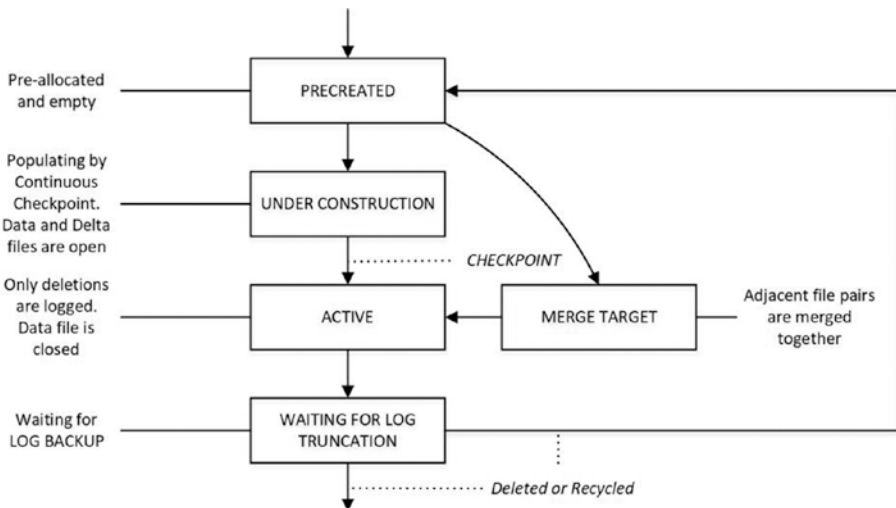 Pre-allocated
and empty
PRECREATED
Populating by
Continuous
Checkpoint.
Data and Delta
files are open
UNDER CONSTRUCTION
CHECKPOINT
Only deletions
are logged.
Data file is
closed
ACTIVE
MERGE TARGET
Adjacent file pairs
are merged
together
Waiting for
LOG BACKUP
WAITING FOR LOG
TRUNCATION
Deleted or Recycled